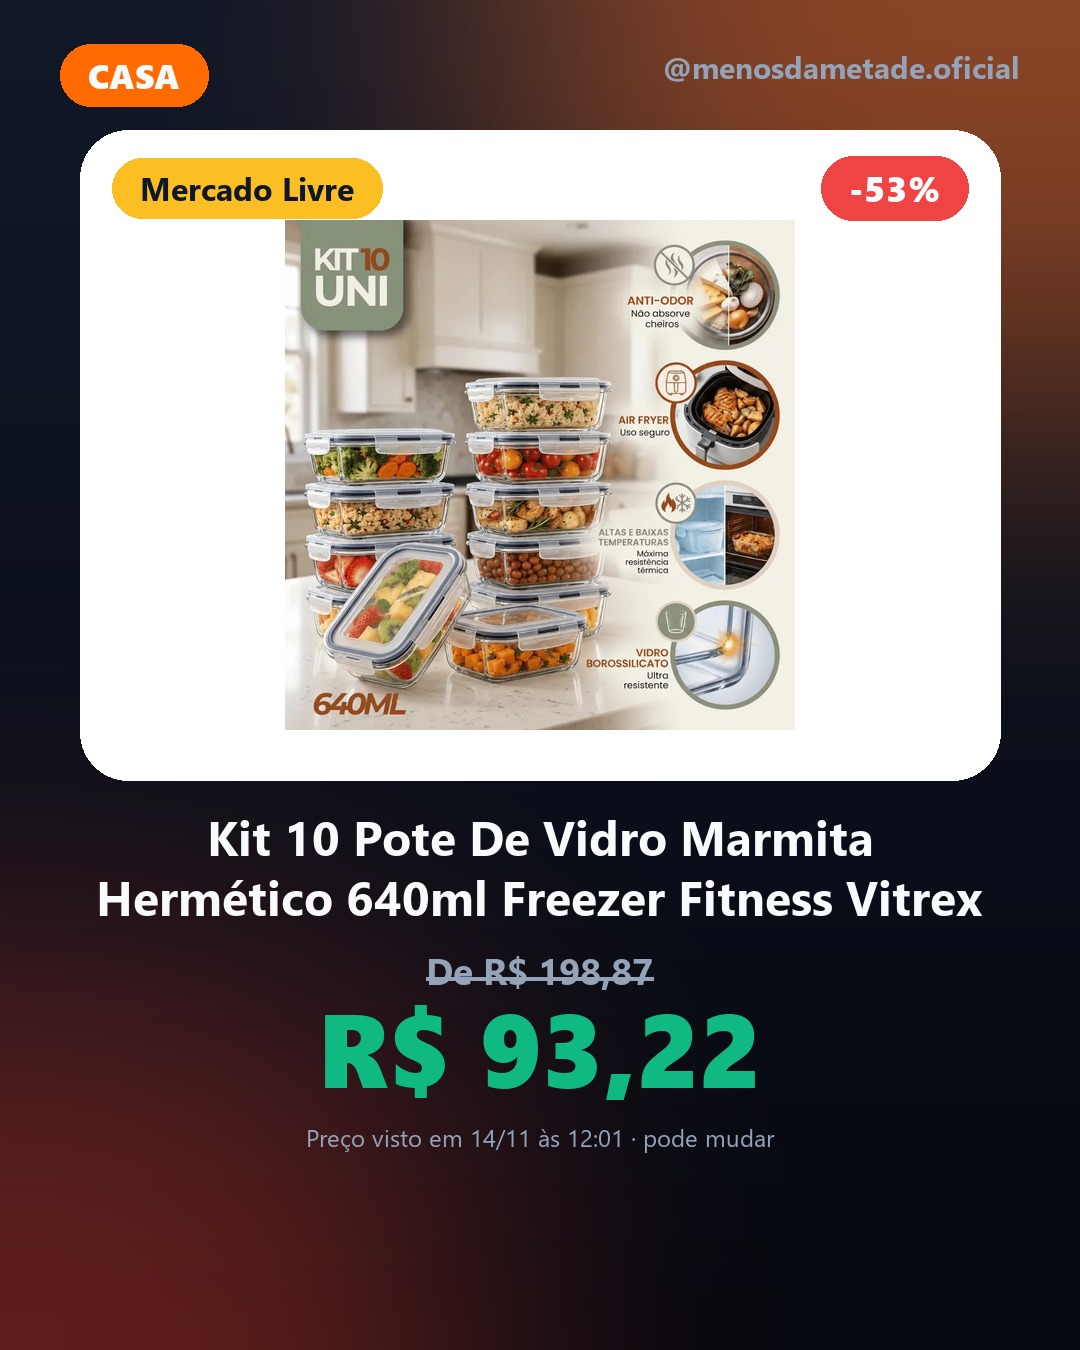 CASA
@menosdametade.oficial
Mercado Livre
-53%
KIT 10
UNI
ANTI-ODOR
Não absorve
cheiros
AIR FRYER
Uso seguro
ALTAS E BAIXAS
TEMPERATURAS
Máxima
resistência
térmica
VIDRO
BOROSSILICATO
Ultra
resistente
640ML
Kit 10 Pote De Vidro Marmita
Hermético 640ml Freezer Fitness Vitrex
De R$ 198,87
R$ 93,22
Preço visto em 14/11 às 12:01 · pode mudar